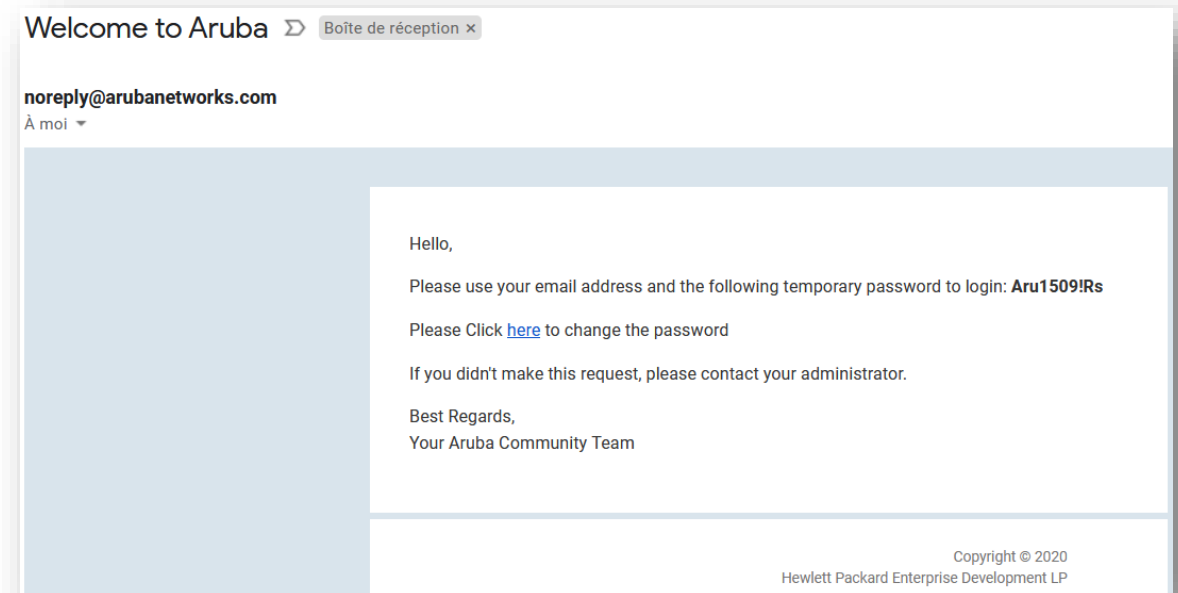 Welcome to Aruba
Boîte de réception ×
noreply@arubanetworks.com
À moi
Hello,
Please use your email address and the following temporary password to login: Aru1509!Rs
Please Click here to change the password
If you didn't make this request, please contact your administrator.
Best Regards,
Your Aruba Community Team
Copyright © 2020
Hewlett Packard Enterprise Development LP